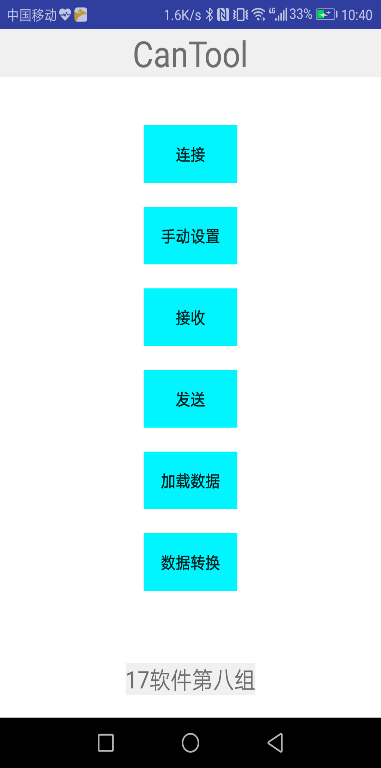 中国移动 1.6K/s 4G 33% 10:40
CanTool
连接
手动设置
接收
发送
加载数据
数据转换
17软件第八组